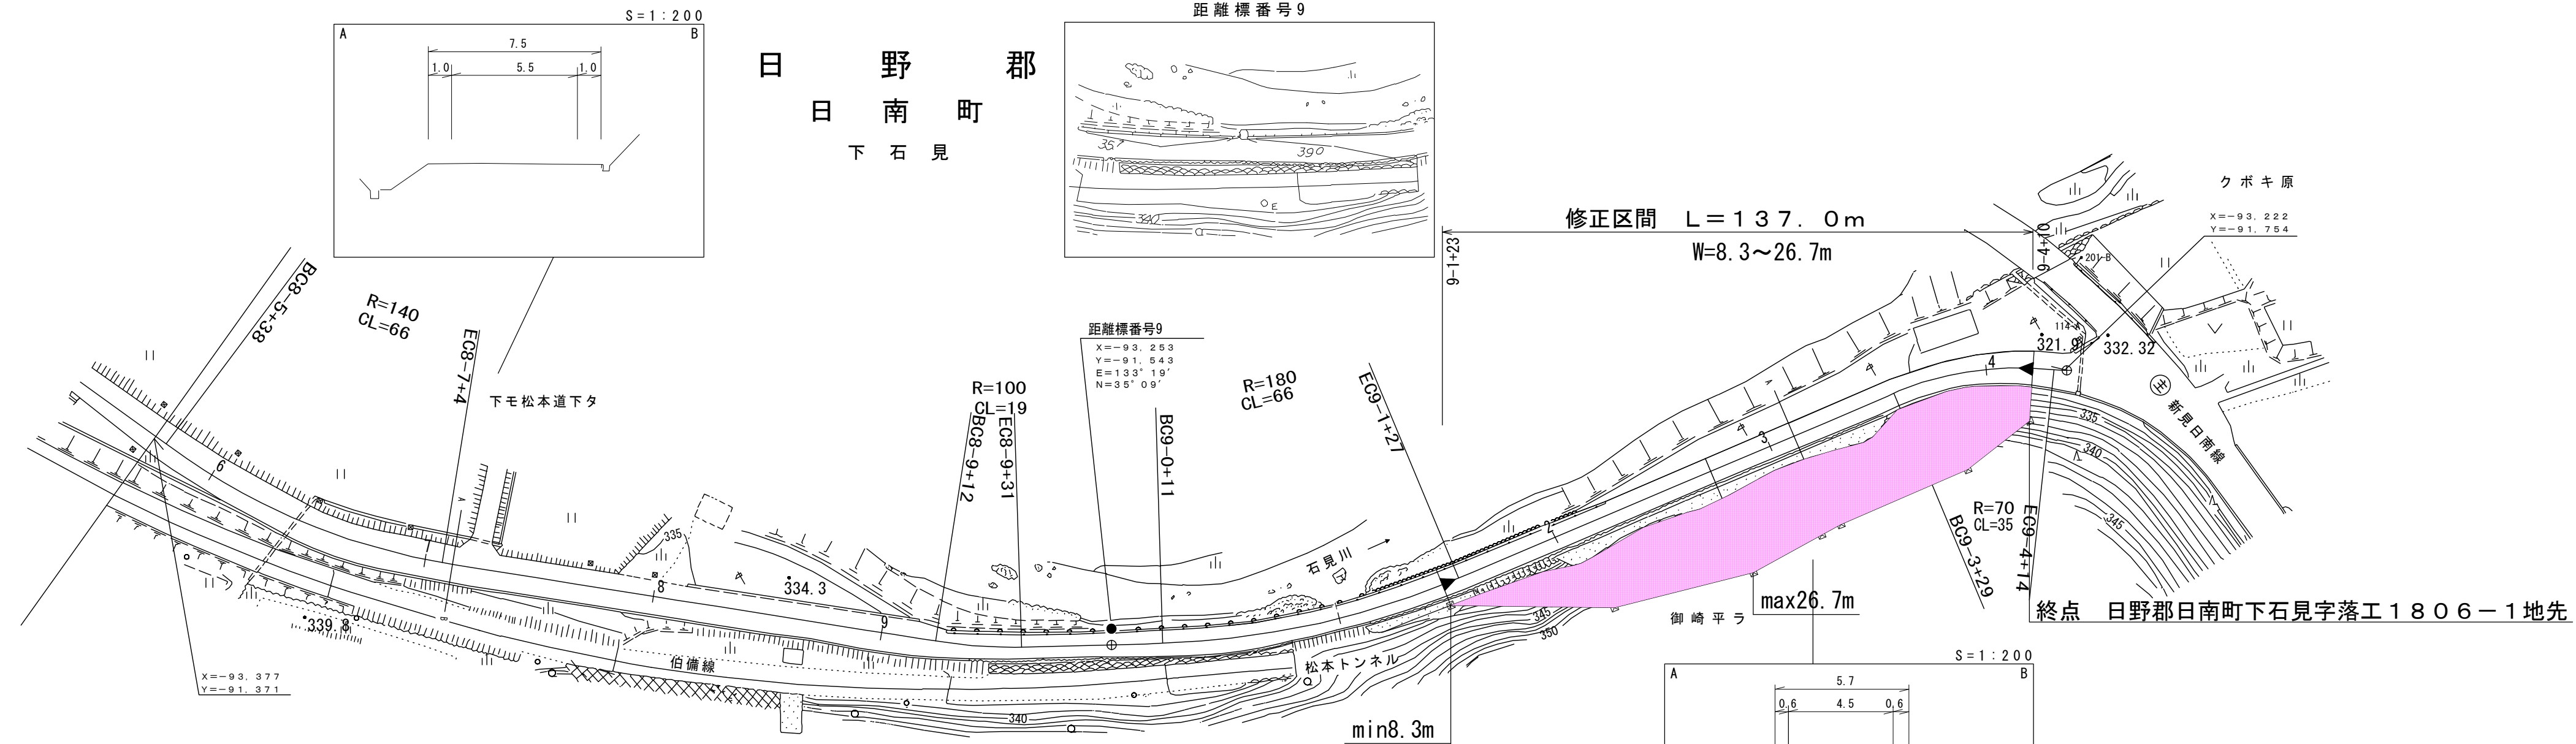 S=1:200
A
B
7.5
1.0
5.5
1.0
日野郡
日南町
下石見
距離標番号9
357
390
340
E
修正区間 L=137.0m
W=8.3～26.7m
9-1+23
9-4+10
クボキ原
X=-93,222
Y=-91,754
201-B
114-A
321.9
332.32
主 新見日南線
BC8-5+38
R=140
CL=66
EC8-7+4
下モ松本道下タ
R=100
CL=19
BC8-9+12
EC8-9+31
距離標番号9
X=-93,253
Y=-91,543
E=133°19′
N=35°09′
BC9-0+11
R=180
CL=66
EC9-1+27
石見川
6
7
8
9
1
2
3
4
335
334.3
339.8
伯備線
松本トンネル
340
345
350
335
340
345
R=70
CL=35
BC9-3+29
EC9-4+14
御崎平ラ
max26.7m
min8.3m
終点 日野郡日南町下石見字落工1806-1地先
X=-93,377
Y=-91,371
S=1:200
A
B
5.7
0.6
4.5
0.6